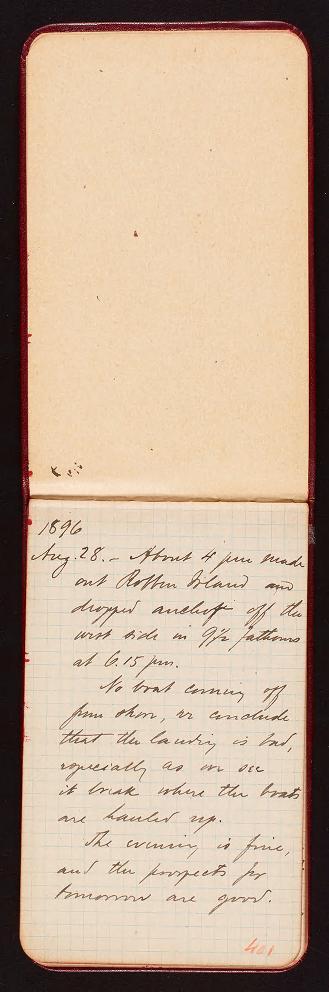 1896
Aug. 28. - About 4 pm made
out Robben Island and
dropped anchor off the
west side in 9½ fathoms
at 6.15 pm.
No boat coming off
from shore, we conclude
that the landing is bad,
especially as we see
it break where the boats
are hauled up.
The evening is fine,
and the prospects for
tomorrow are good.
401